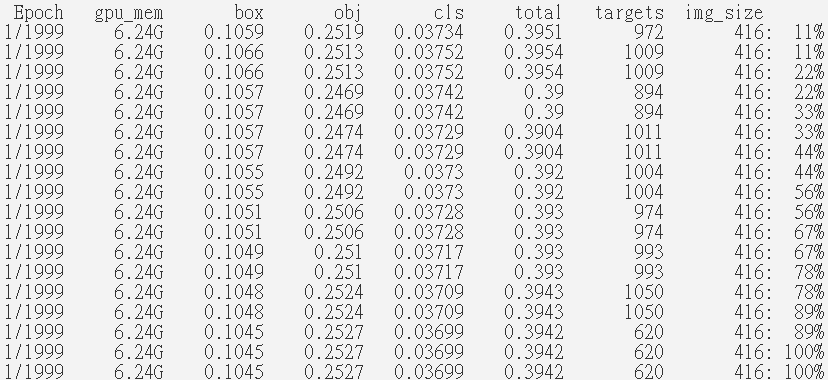 Epoch gpu_mem box obj cls total targets img_size
1/1999 6.24G 0.1059 0.2519 0.03734 0.3951 972 416: 11%
1/1999 6.24G 0.1066 0.2513 0.03752 0.3954 1009 416: 11%
1/1999 6.24G 0.1066 0.2513 0.03752 0.3954 1009 416: 22%
1/1999 6.24G 0.1057 0.2469 0.03742 0.39 894 416: 22%
1/1999 6.24G 0.1057 0.2469 0.03742 0.39 894 416: 33%
1/1999 6.24G 0.1057 0.2474 0.03729 0.3904 1011 416: 33%
1/1999 6.24G 0.1057 0.2474 0.03729 0.3904 1011 416: 44%
1/1999 6.24G 0.1055 0.2492 0.0373 0.392 1004 416: 44%
1/1999 6.24G 0.1055 0.2492 0.0373 0.392 1004 416: 56%
1/1999 6.24G 0.1051 0.2506 0.03728 0.393 974 416: 56%
1/1999 6.24G 0.1051 0.2506 0.03728 0.393 974 416: 67%
1/1999 6.24G 0.1049 0.251 0.03717 0.393 993 416: 67%
1/1999 6.24G 0.1049 0.251 0.03717 0.393 993 416: 78%
1/1999 6.24G 0.1048 0.2524 0.03709 0.3943 1050 416: 78%
1/1999 6.24G 0.1048 0.2524 0.03709 0.3943 1050 416: 89%
1/1999 6.24G 0.1045 0.2527 0.03699 0.3942 620 416: 89%
1/1999 6.24G 0.1045 0.2527 0.03699 0.3942 620 416: 100%
1/1999 6.24G 0.1045 0.2527 0.03699 0.3942 620 416: 100%